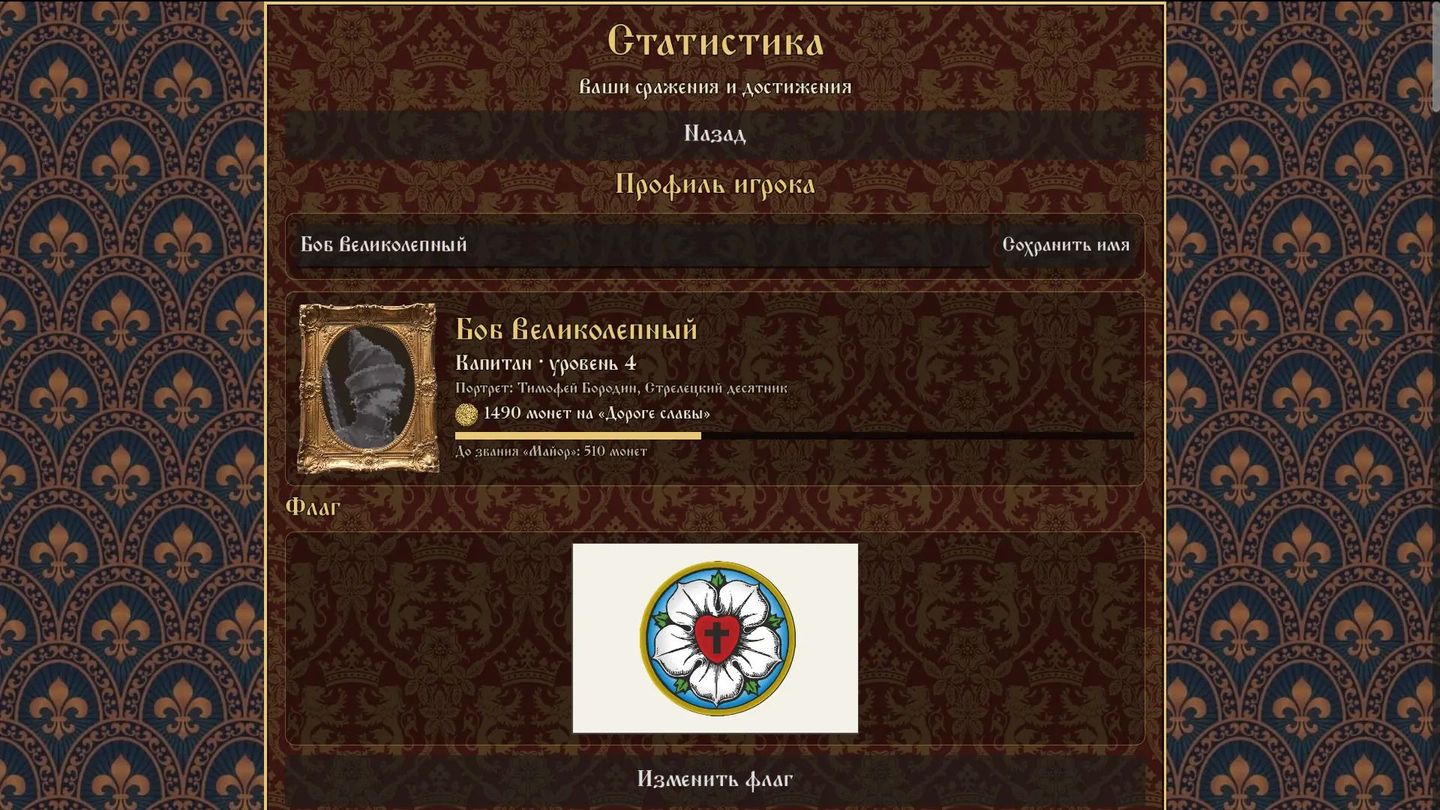 Статистика
Ваши сражения и достижения
Назад
Профиль игрока
Боб Великолепный
Сохранить имя
Боб Великолепный
Капитан · уровень 4
Портрет: Тимофей Бородин, Стрелецкий десятник
1490 монет на «Дороге славы»
До звания «Майор»: 510 монет
Флаг
Изменить флаг